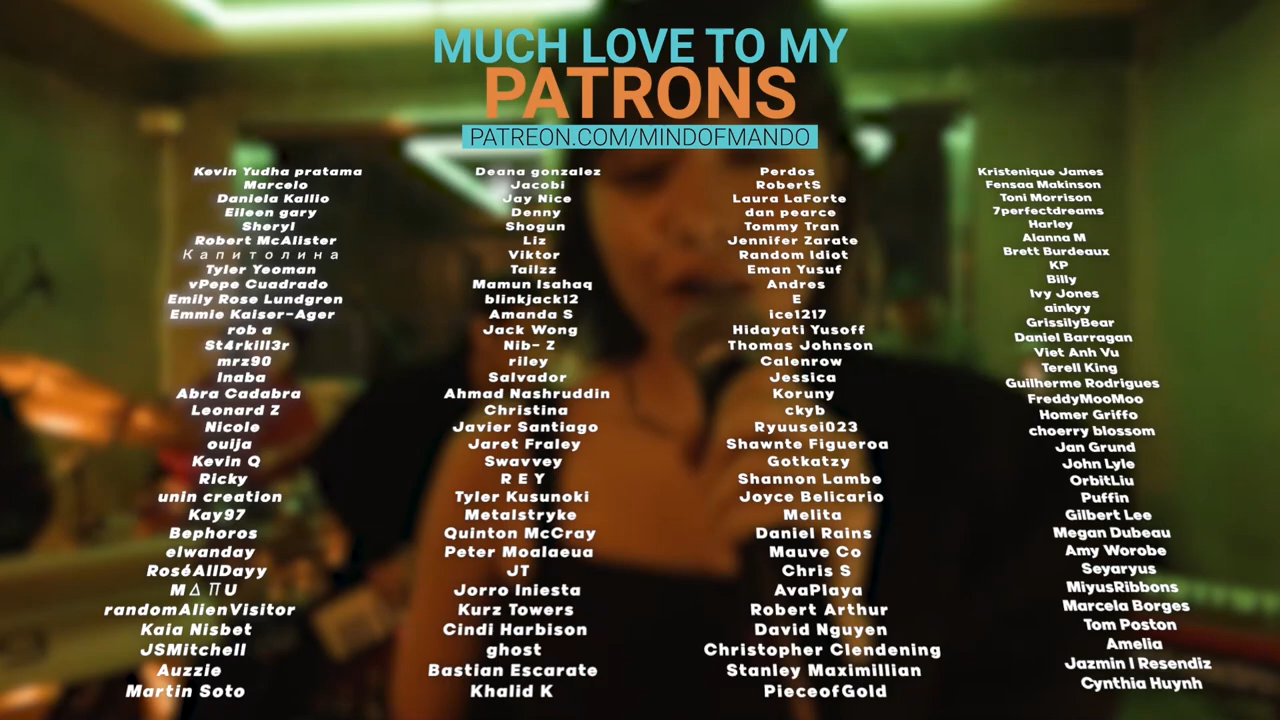 MUCH LOVE TO MY
PATRONS
PATREON.COM/MINDOFMANDO
Kevin Yudha pratama
Marcelo
Daniela Kallio
Eileen gary
Sheryl
Robert McAlister
Капитолина
Tyler Yeoman
vPepe Cuadrado
Emily Rose Lundgren
Emmie Kaiser-Ager
rob a
St4rkill3r
mrz90
Inaba
Abra Cadabra
Leonard Z
Nicole
ouija
Kevin Q
Ricky
unin creation
Kay97
Bephoros
elwanday
RoséAllDayy
M Δ ℼ U
randomAlienVisitor
Kaia Nisbet
JSMitchell
Auzzie
Martin Soto
Deana gonzalez
Jacobi
Jay Nice
Denny
Shogun
Liz
Viktor
Tailzz
Mamun Isahaq
blinkjack12
Amanda S
Jack Wong
Nib- Z
riley
Salvador
Ahmad Nashruddin
Christina
Javier Santiago
Jaret Fraley
Swavvey
R E Y
Tyler Kusunoki
Metalstryke
Quinton McCray
Peter Moalaeua
JT
Jorro Iniesta
Kurz Towers
Cindi Harbison
ghost
Bastian Escarate
Khalid K
Perdos
RobertS
Laura LaForte
dan pearce
Tommy Tran
Jennifer Zarate
Random Idiot
Eman Yusuf
Andres
E
ice1217
Hidayati Yusoff
Thomas Johnson
Calenrow
Jessica
Koruny
ckyb
Ryuusei023
Shawnte Figueroa
Gotkatzy
Shannon Lambe
Joyce Belicario
Melita
Daniel Rains
Mauve Co
Chris S
AvaPlaya
Robert Arthur
David Nguyen
Christopher Clendening
Stanley Maximillian
PieceofGold
Kristenique James
Fensaa Makinson
Toni Morrison
7perfectdreams
Harley
Alanna M
Brett Burdeaux
KP
Billy
Ivy Jones
ainkyy
GrissilyBear
Daniel Barragan
Viet Anh Vu
Terell King
Guilherme Rodrigues
FreddyMooMoo
Homer Griffo
choerry blossom
Jan Grund
John Lyle
OrbitLiu
Puffin
Gilbert Lee
Megan Dubeau
Amy Worobe
Seyaryus
MiyusRibbons
Marcela Borges
Tom Poston
Amelia
Jazmin I Resendiz
Cynthia Huynh